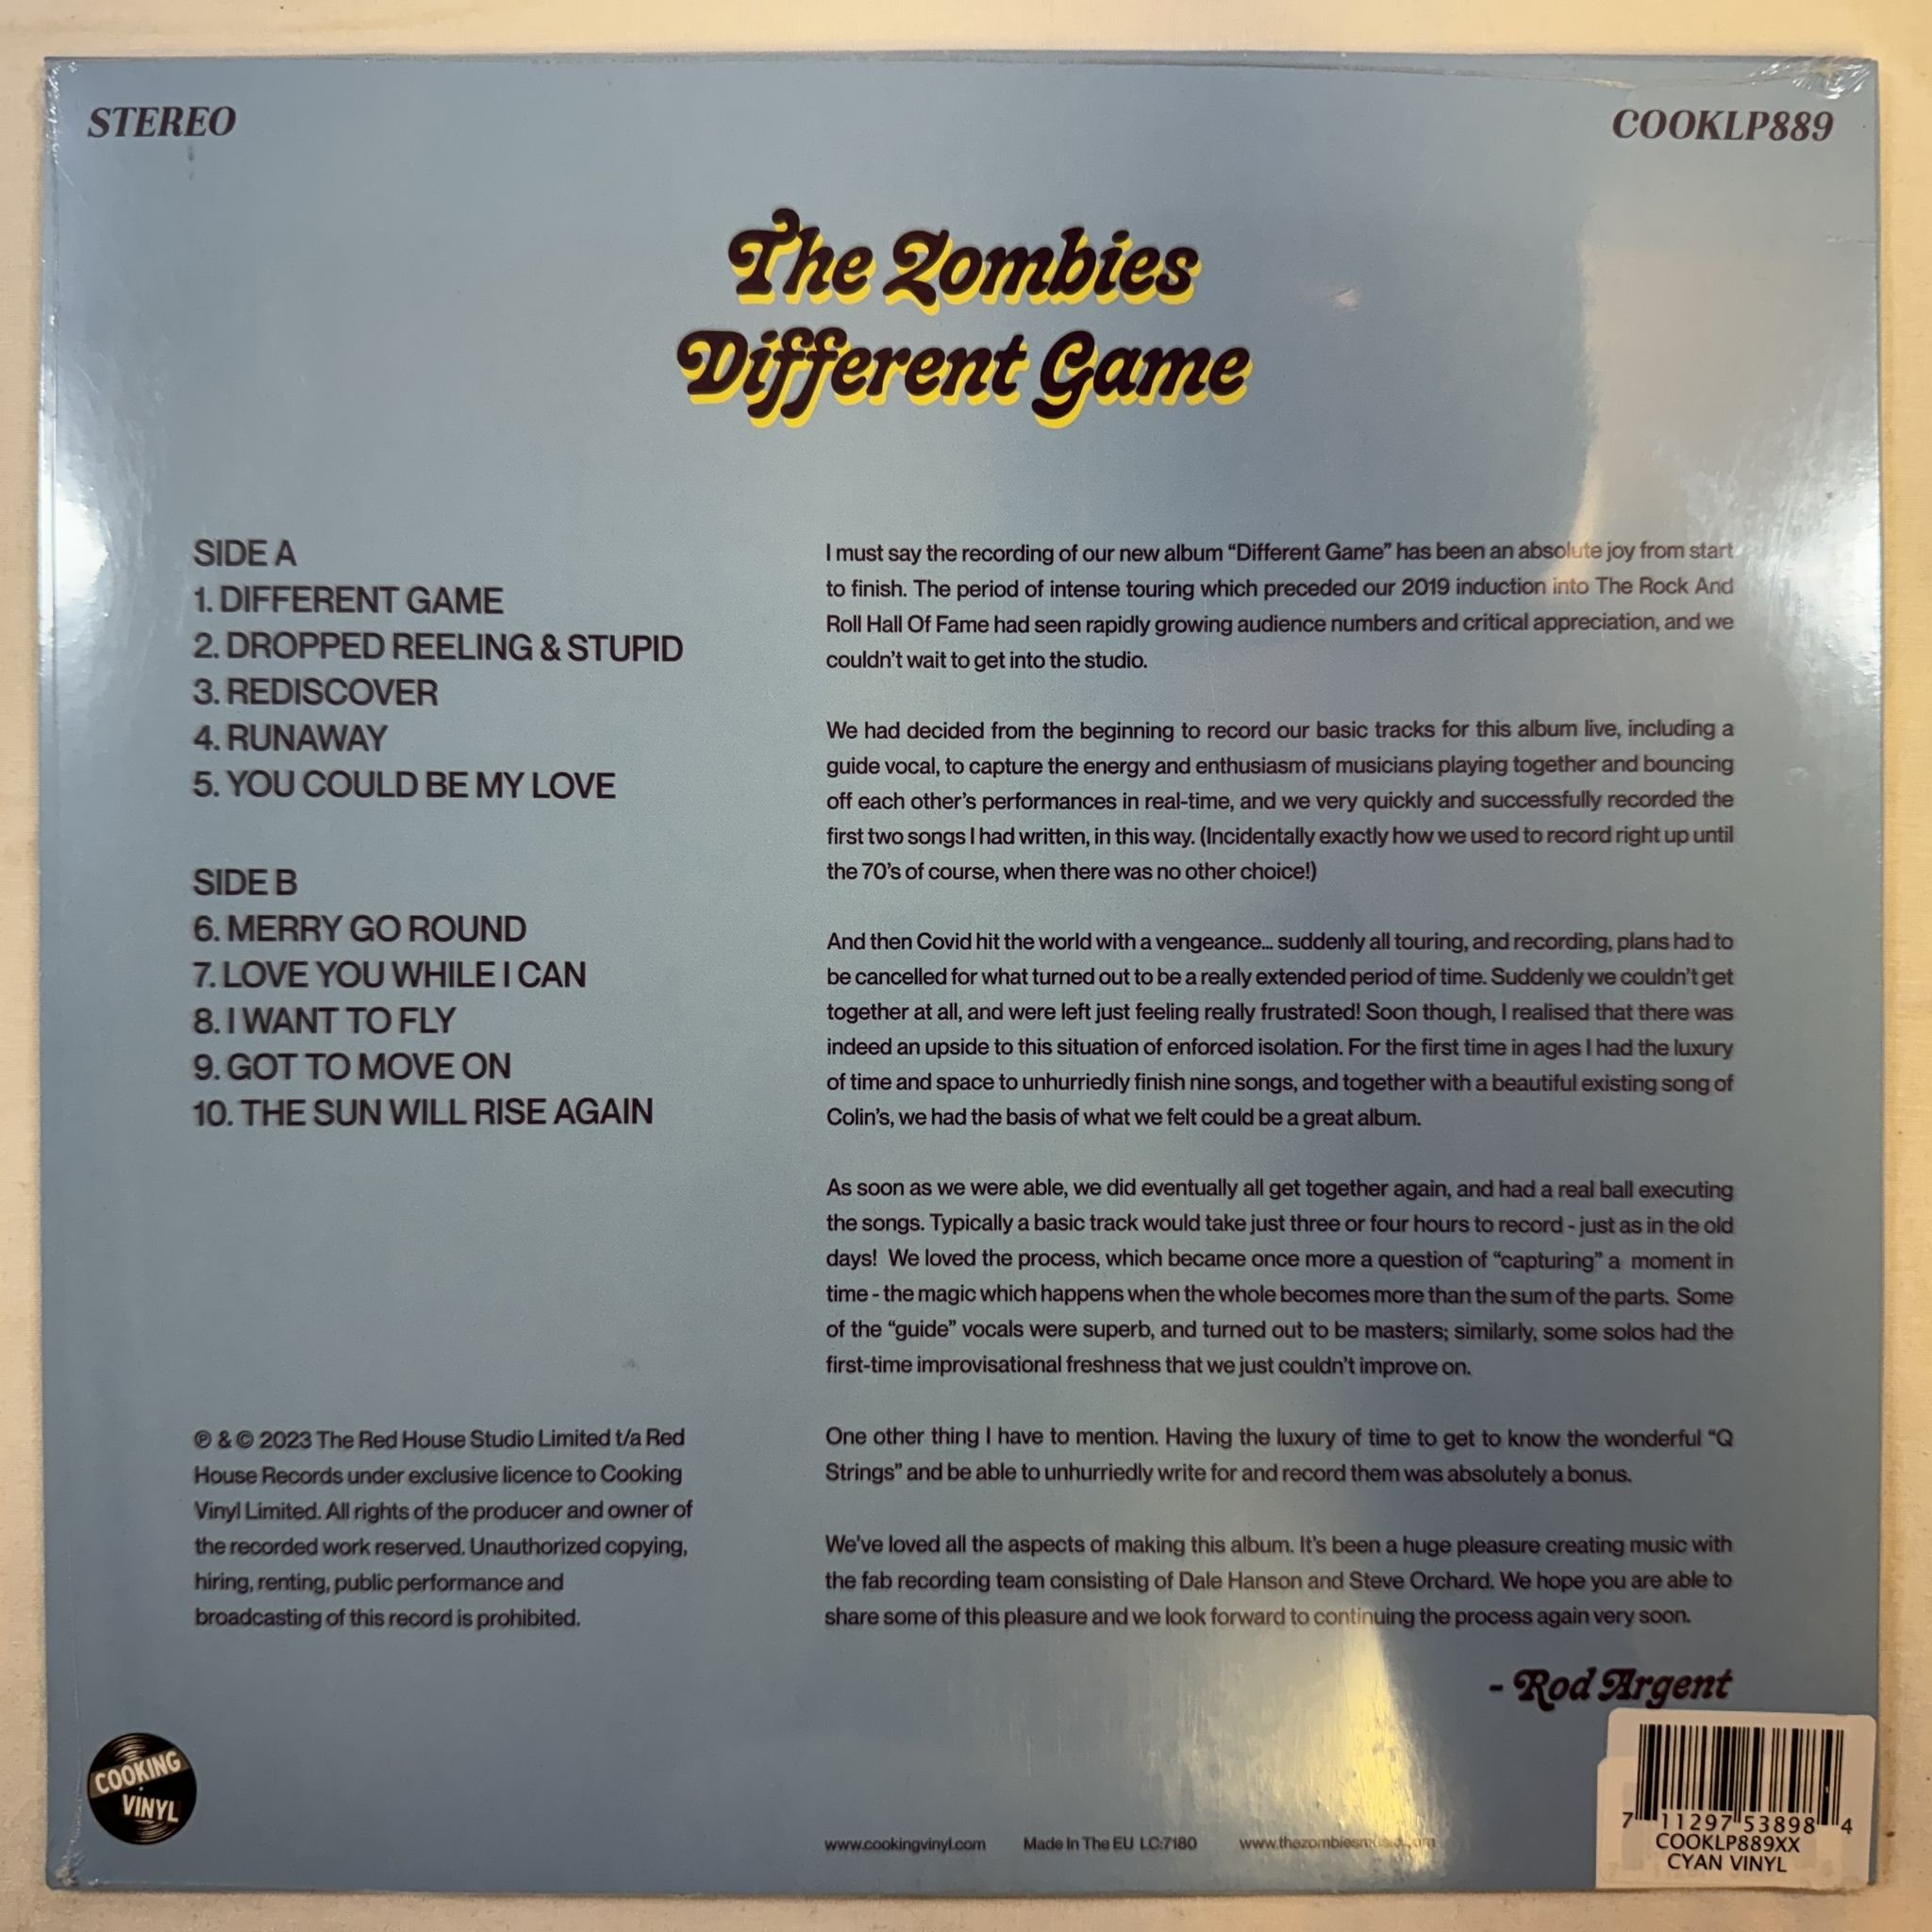 STEREO
COOKLP889
The Zombies
Different Game
SIDE A
1. DIFFERENT GAME
2. DROPPED REELING & STUPID
3. REDISCOVER
4. RUNAWAY
5. YOU COULD BE MY LOVE
SIDE B
6. MERRY GO ROUND
7. LOVE YOU WHILE I CAN
8. I WANT TO FLY
9. GOT TO MOVE ON
10. THE SUN WILL RISE AGAIN
℗ & © 2023 The Red House Studio Limited t/a Red
House Records under exclusive licence to Cooking
Vinyl Limited. All rights of the producer and owner of
the recorded work reserved. Unauthorized copying,
hiring, renting, public performance and
broadcasting of this record is prohibited.
I must say the recording of our new album “Different Game” has been an absolute joy from start
to finish. The period of intense touring which preceded our 2019 induction into The Rock And
Roll Hall Of Fame had seen rapidly growing audience numbers and critical appreciation, and we
couldn’t wait to get into the studio.
We had decided from the beginning to record our basic tracks for this album live, including a
guide vocal, to capture the energy and enthusiasm of musicians playing together and bouncing
off each other’s performances in real-time, and we very quickly and successfully recorded the
first two songs I had written, in this way. (Incidentally exactly how we used to record right up until
the 70’s of course, when there was no other choice!)
And then Covid hit the world with a vengeance... suddenly all touring, and recording, plans had to
be cancelled for what turned out to be a really extended period of time. Suddenly we couldn’t get
together at all, and were left just feeling really frustrated! Soon though, I realised that there was
indeed an upside to this situation of enforced isolation. For the first time in ages I had the luxury
of time and space to unhurriedly finish nine songs, and together with a beautiful existing song of
Colin’s, we had the basis of what we felt could be a great album.
As soon as we were able, we did eventually all get together again, and had a real ball executing
the songs. Typically a basic track would take just three or four hours to record - just as in the old
days! We loved the process, which became once more a question of “capturing” a moment in
time - the magic which happens when the whole becomes more than the sum of the parts. Some
of the “guide” vocals were superb, and turned out to be masters; similarly, some solos had the
first-time improvisational freshness that we just couldn’t improve on.
One other thing I have to mention. Having the luxury of time to get to know the wonderful “Q
Strings” and be able to unhurriedly write for and record them was absolutely a bonus.
We’ve loved all the aspects of making this album. It’s been a huge pleasure creating music with
the fab recording team consisting of Dale Hanson and Steve Orchard. We hope you are able to
share some of this pleasure and we look forward to continuing the process again very soon.
- Rod Argent
COOKING
VINYL
www.cookingvinyl.com Made In The EU LC:7180 www.thezombiesmusic.com
7 11297 53898 4
COOKLP889XX
CYAN VINYL